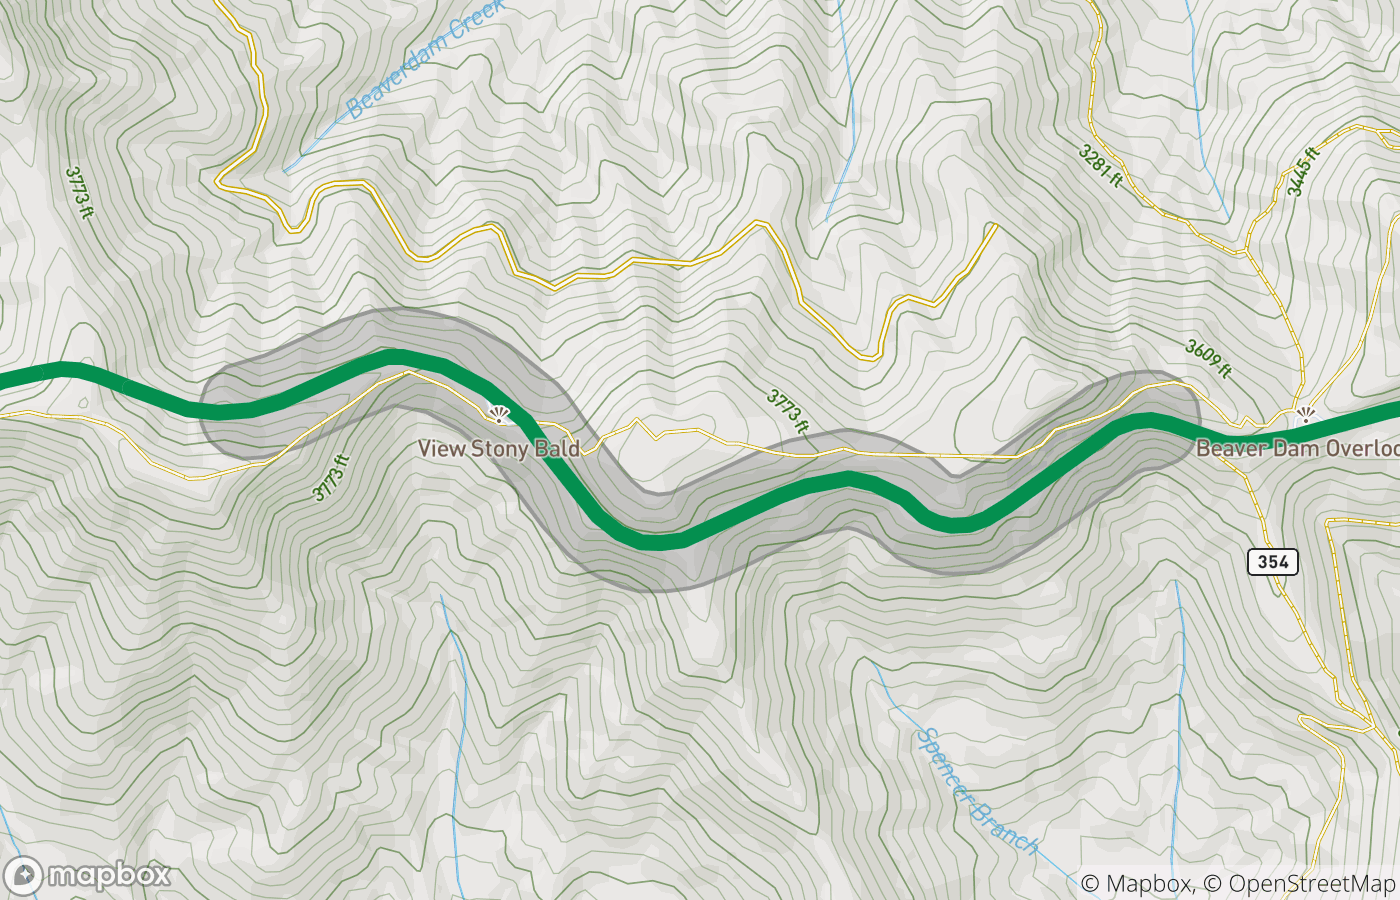 Beaverdam Creek
3773 ft
3281 ft
3445 ft
3609 ft
3773 ft
View Stony Bald
Beaver Dam Overloo
3773 ft
354
Spencer Branch
mapbox
© Mapbox, © OpenStreetMap